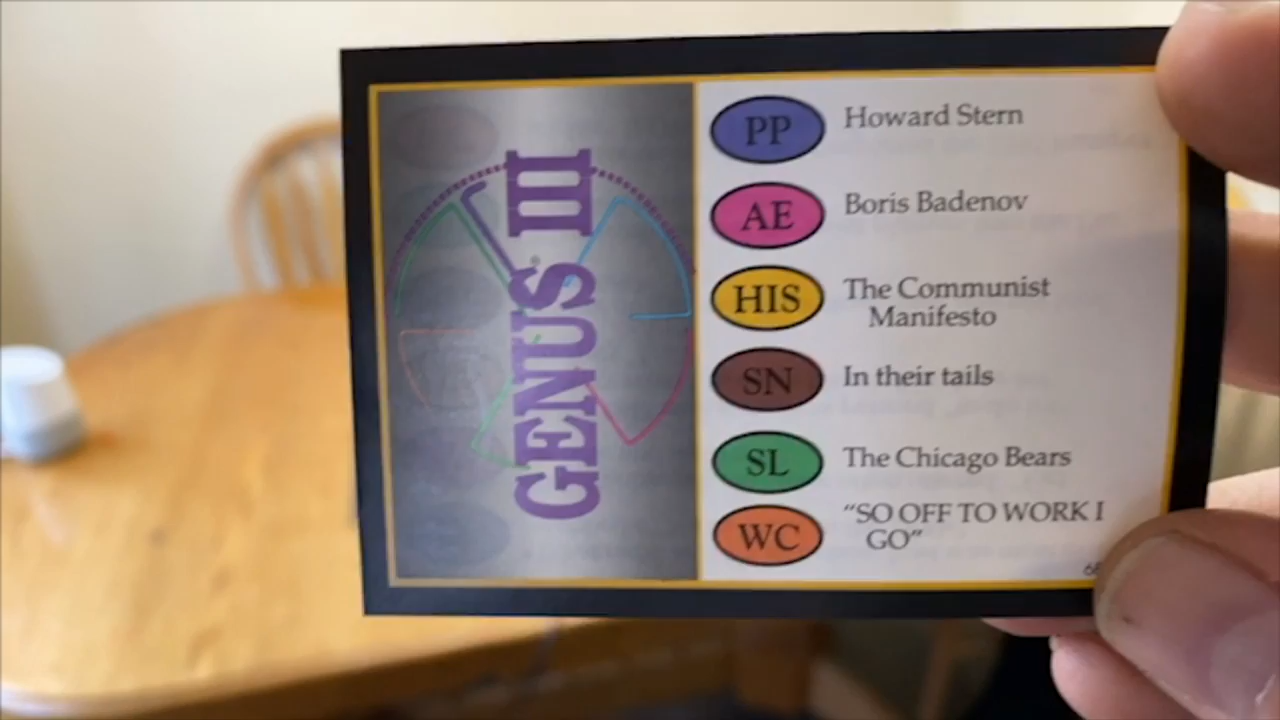 GENUS III
PP Howard Stern
AE Boris Badenov
HIS The Communist
Manifesto
SN In their tails
SL The Chicago Bears
WC "SO OFF TO WORK I
GO"